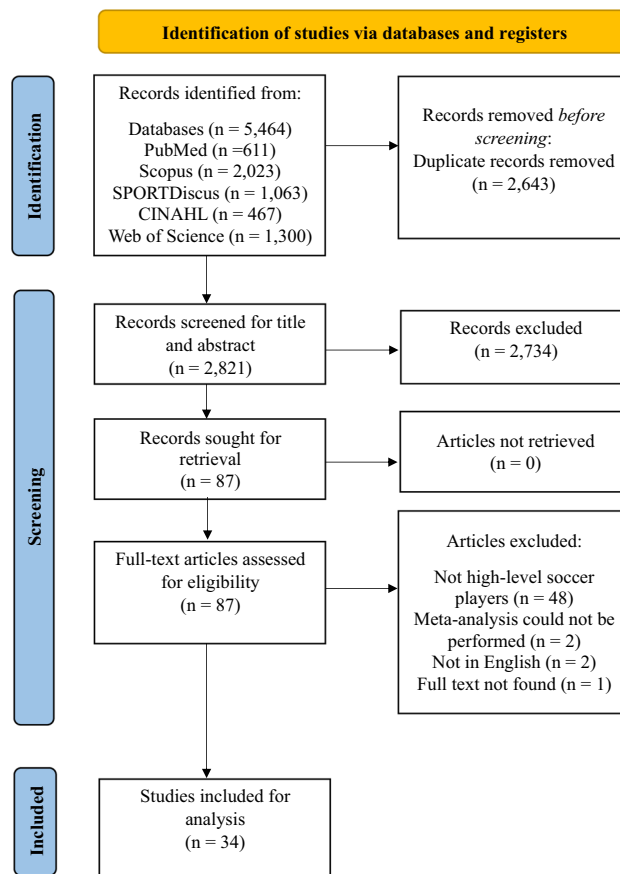 Identification of studies via databases and registers
Identification
Records identified from:
Databases (n = 5,464)
PubMed (n =611)
Scopus (n = 2,023)
SPORTDiscus (n = 1,063)
CINAHL (n = 467)
Web of Science (n = 1,300)
Records removed before
screening:
Duplicate records removed
(n = 2,643)
Screening
Records screened for title
and abstract
(n = 2,821)
Records excluded
(n = 2,734)
Records sought for
retrieval
(n = 87)
Articles not retrieved
(n = 0)
Full-text articles assessed
for eligibility
(n = 87)
Articles excluded:
Not high-level soccer
players (n = 48)
Meta-analysis could not be
performed (n = 2)
Not in English (n = 2)
Full text not found (n = 1)
Included
Studies included for
analysis
(n = 34)